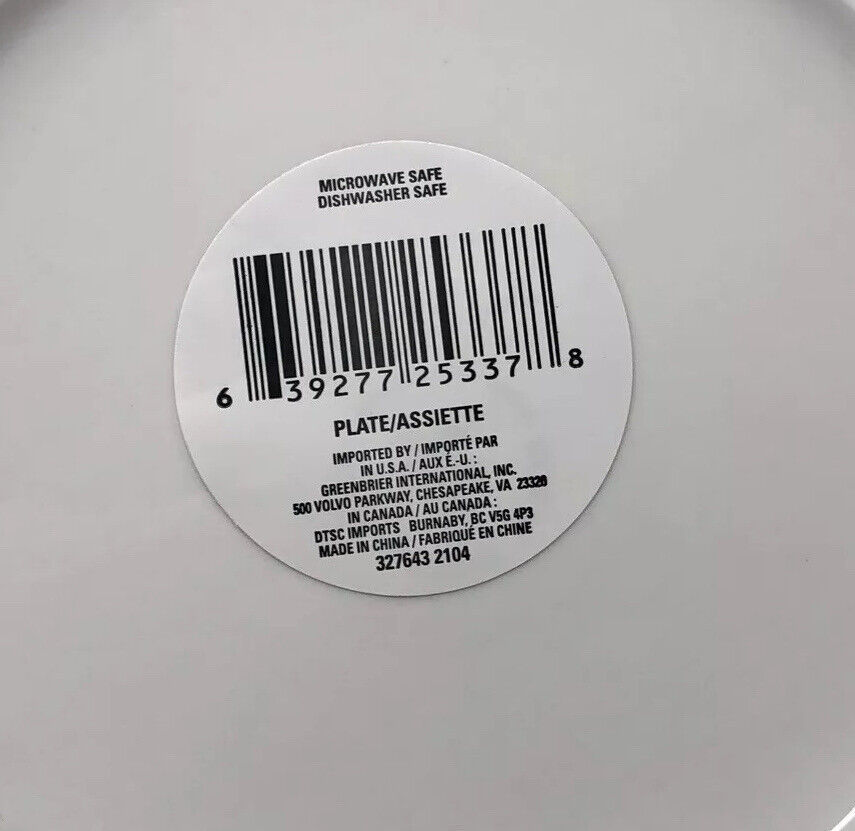 MICROWAVE SAFE
DISHWASHER SAFE
6 39277 25337 8
PLATE/ASSIETTE
IMPORTED BY / IMPORTÉ PAR
IN U.S.A. / AUX É.-U. :
GREENBRIER INTERNATIONAL, INC.
500 VOLVO PARKWAY, CHESAPEAKE, VA 23320
IN CANADA / AU CANADA :
DTSC IMPORTS BURNABY, BC V5G 4P3
MADE IN CHINA / FABRIQUÉ EN CHINE
327643 2104